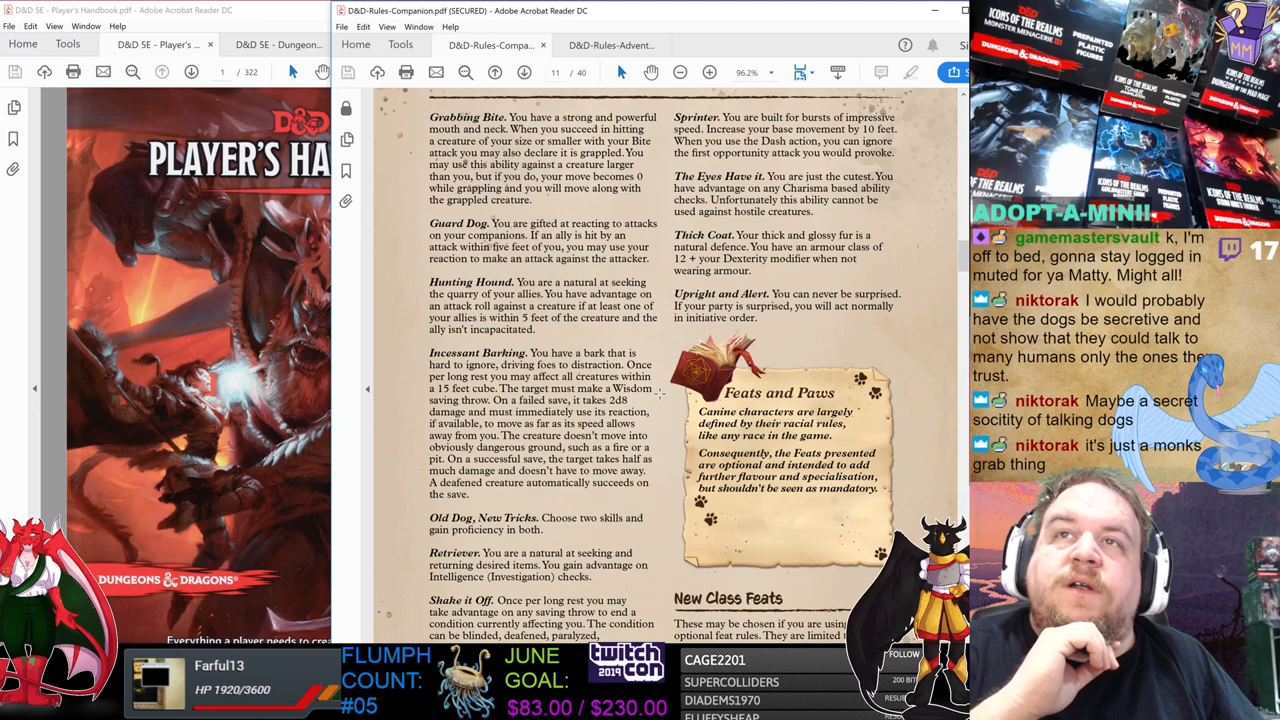 D&D 5E - Player's Handbook.pdf - Adobe Acrobat Reader DC
File Edit View Window Help
Home Tools D&D 5E - Player's ... × D&D 5E - Dungeon...
1 / 322
D&D
PLAYER'S HA
DUNGEONS & DRAGONS®
Everything a player needs to crea
D&D-Rules-Companion.pdf (SECURED) - Adobe Acrobat Reader DC
File Edit View Window Help
Home Tools D&D-Rules-Compa... × D&D-Rules-Advent...
11 / 40 96.2%
Grabbing Bite. You have a strong and powerful
mouth and neck. When you succeed in hitting
a creature of your size or smaller with your Bite
attack you may also declare it is grappled. You
may use this ability against a creature larger
than you, but if you do, your move becomes 0
while grappling and you will move along with
the grappled creature.
Guard Dog. You are gifted at reacting to attacks
on your companions. If an ally is hit by an
attack within five feet of you, you may use your
reaction to make an attack against the attacker.
Hunting Hound. You are a natural at seeking
the quarry of your allies. You have advantage on
an attack roll against a creature if at least one of
your allies is within 5 feet of the creature and the
ally isn't incapacitated.
Incessant Barking. You have a bark that is
hard to ignore, driving foes to distraction. Once
per long rest you may affect all creatures within
a 15 feet cube. The target must make a Wisdom
saving throw. On a failed save, it takes 2d8
damage and must immediately use its reaction,
if available, to move as far as its speed allows
away from you. The creature doesn't move into
obviously dangerous ground, such as a fire or a
pit. On a successful save, the target takes half as
much damage and doesn't have to move away.
A deafened creature automatically succeeds on
the save.
Old Dog, New Tricks. Choose two skills and
gain proficiency in both.
Retriever. You are a natural at seeking and
returning desired items. You gain advantage on
Intelligence (Investigation) checks.
Shake it Off. Once per long rest you may
take advantage on any saving throw to end a
condition currently affecting you. The condition
can be blinded, deafened, paralyzed,
Sprinter. You are built for bursts of impressive
speed. Increase your base movement by 10 feet.
When you use the Dash action, you can ignore
the first opportunity attack you would provoke.
The Eyes Have it. You are just the cutest. You
have advantage on any Charisma based ability
checks. Unfortunately this ability cannot be
used against hostile creatures.
Thick Coat. Your thick and glossy fur is a
natural defence. You have an armour class of
12 + your Dexterity modifier when not
wearing armour.
Upright and Alert. You can never be surprised.
If your party is surprised, you will act normally
in initiative order.
Feats and Paws
Canine characters are largely
defined by their racial rules,
like any race in the game.
Consequently, the Feats presented
are optional and intended to add
further flavour and specialisation,
but shouldn't be seen as mandatory.
New Class Feats
These may be chosen if you are using
optional feat rules. They are limited
ICONS OF THE REALMS
MONSTER MENAGERIE III
DUNGEONS & DRAGONS
PREPAINTED
PLASTIC
FIGURES
ICONS OF THE REALMS
MM
ADOPT-A-MINI!
17
gamemastersvault k, I'm
off to bed, gonna stay logged in
muted for ya Matty. Might all!
niktorak I would probably
have the dogs be secretive and
not show that they could talk to
many humans only the ones they
trust.
niktorak Maybe a secret
socitity of talking dogs
niktorak it's just a monks
grab thing
Farful13
HP 1920/3600
FLUMPH
COUNT:
#05
JUNE
GOAL:
$83.00 / $230.00
twitch
con
2019
CAGE2201 FOLLOW
SUPERCOLLIDERS 200 BIT
DIADEMS1970 RESUB
FLUFFYSHEAP